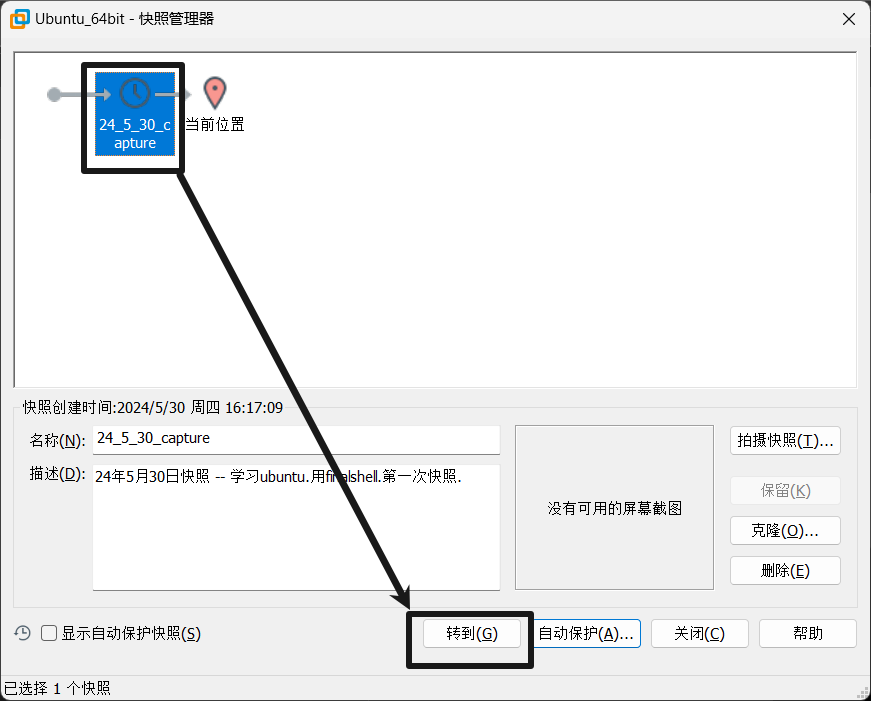 Ubuntu_64bit - 快照管理器
24_5_30_c
apture
当前位置
快照创建时间:2024/5/30 周四 16:17:09
名称(N):
24_5_30_capture
描述(D):
24年5月30日快照 -- 学习ubuntu.用finalshell.第一次快照.
没有可用的屏幕截图
拍摄快照(T)...
保留(K)
克隆(O)...
删除(E)
显示自动保护快照(S)
转到(G)
自动保护(A)...
关闭(C)
帮助
已选择 1 个快照